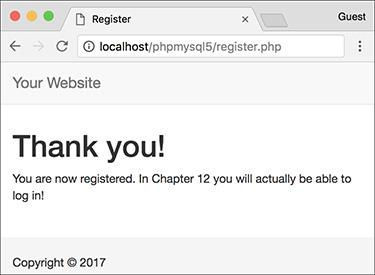 Register
Guest
localhost/phpmysql5/register.php
Your Website
Thank you!
You are now registered. In Chapter 12 you will actually be able to
log in!
Copyright © 2017